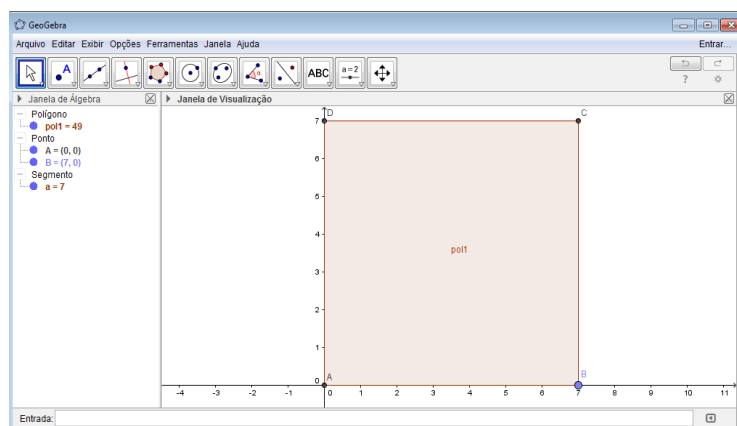 GeoGebra
Arquivo Editar Exibir Opções Ferramentas Janela Ajuda Entrar...
A α ABC a=2 ?
Janela de Álgebra
Janela de Visualização
Polígono
pol1 = 49
Ponto
A = (0, 0)
B = (7, 0)
Segmento
a = 7
7 D C
6
5
4
pol1
3
2
1
0 A B
-4 -3 -2 -1 0 1 2 3 4 5 6 7 8 9 10 11
Entrada: